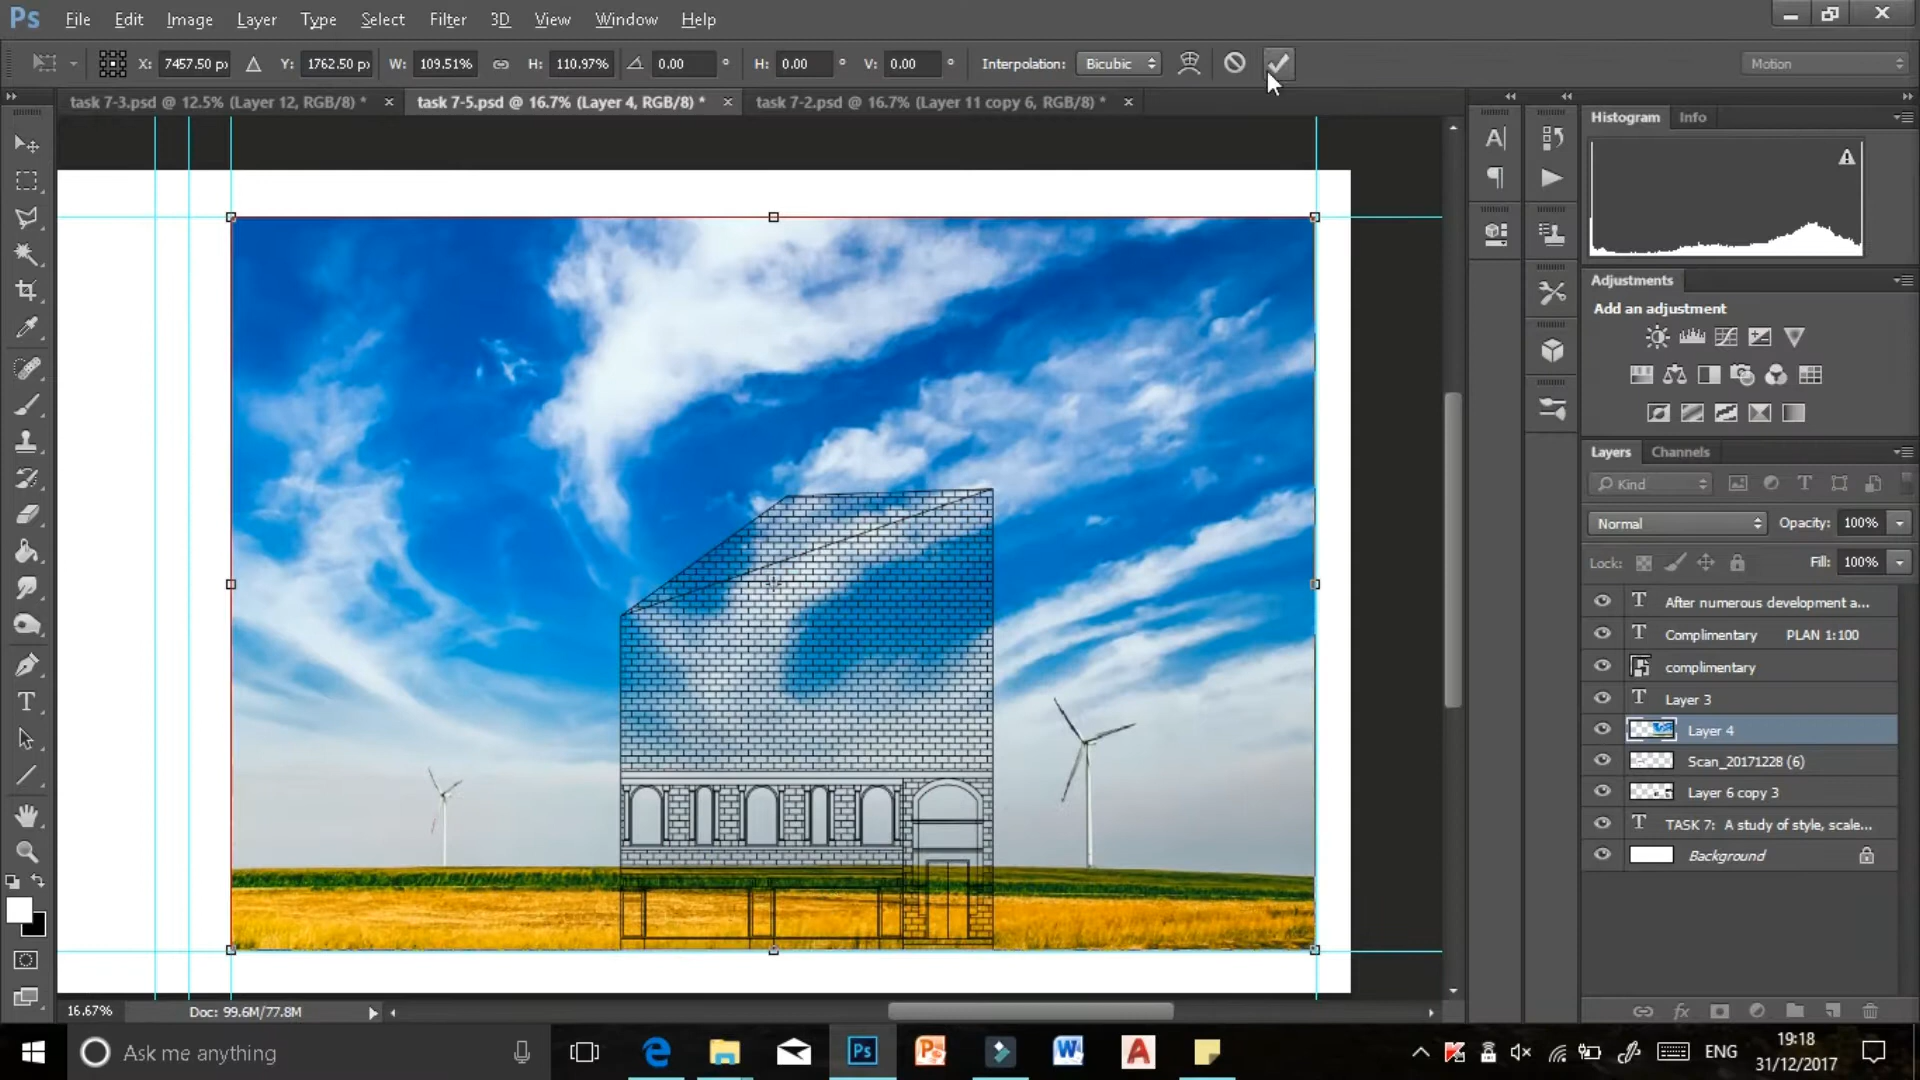 Ps File Edit Image Layer Type Select Filter 3D View Window Help
X: 7457.50 px Y: 1762.50 px W: 109.51% H: 110.97% 0.00 ° H: 0.00 ° V: 0.00 ° Interpolation: Bicubic Motion
task 7-3.psd @ 12.5% (Layer 12, RGB/8) * × task 7-5.psd @ 16.7% (Layer 4, RGB/8) * × task 7-2.psd @ 16.7% (Layer 11 copy 6, RGB/8) * ×
Histogram Info
Adjustments
Add an adjustment
Layers Channels
Kind
Normal Opacity: 100%
Lock: Fill: 100%
T After numerous development a...
T Complimentary PLAN 1:100
complimentary
T Layer 3
Layer 4
Scan_20171228 (6)
Layer 6 copy 3
T TASK 7: A study of style, scale...
Background
16.67% Doc: 99.6M/77.8M
Ask me anything
ENG
19:18
31/12/2017